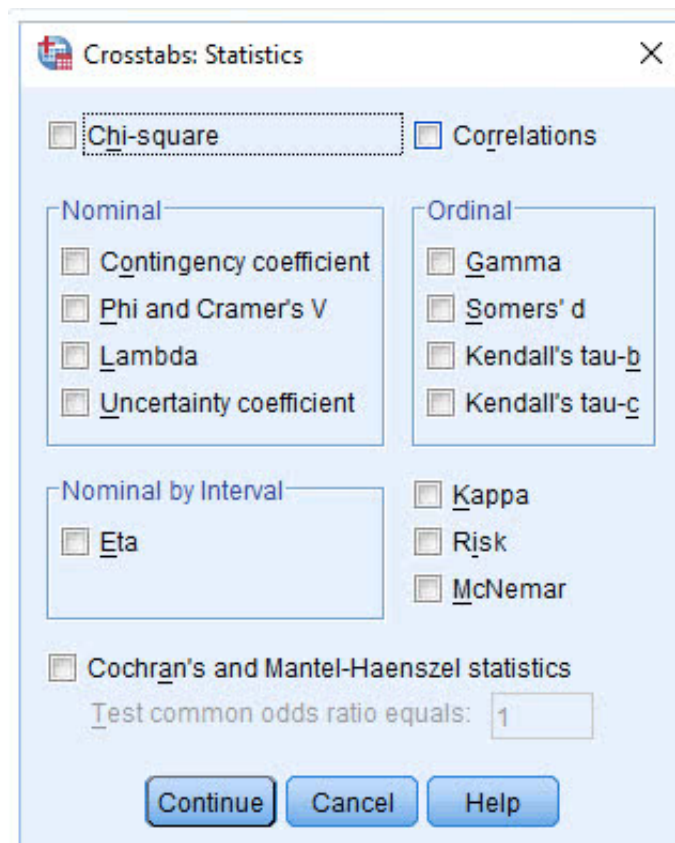 Crosstabs: Statistics
Chi-square
Correlations
Nominal
Contingency coefficient
Phi and Cramer's V
Lambda
Uncertainty coefficient
Ordinal
Gamma
Somers' d
Kendall's tau-b
Kendall's tau-c
Nominal by Interval
Eta
Kappa
Risk
McNemar
Cochran's and Mantel-Haenszel statistics
Test common odds ratio equals: 1
Continue
Cancel
Help